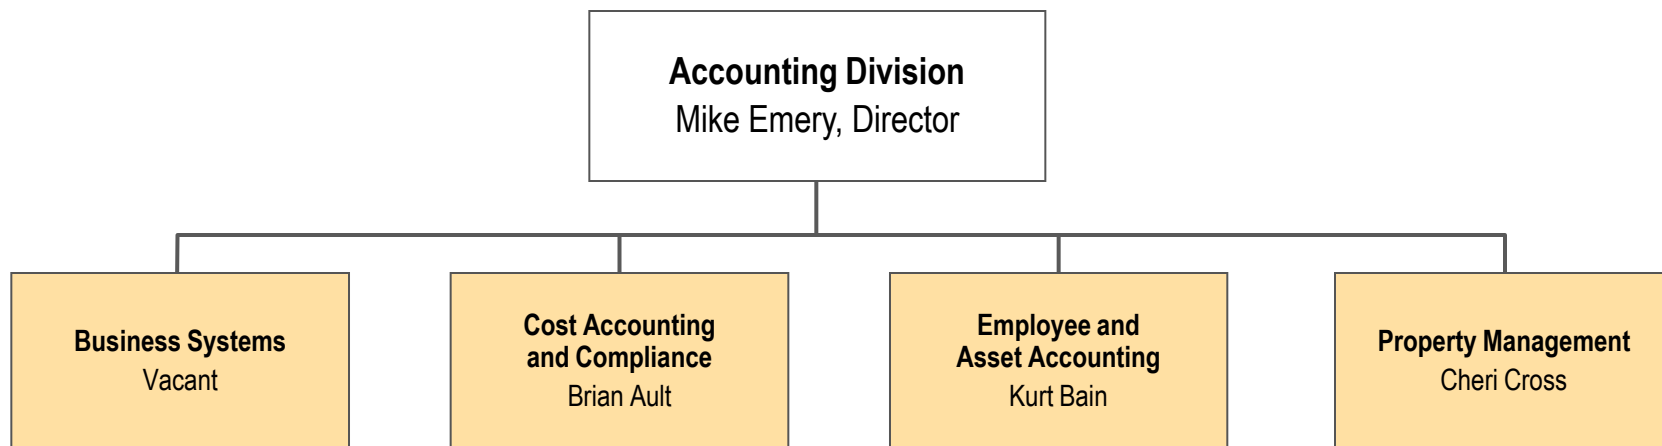 Accounting Division
Mike Emery, Director
Business Systems
Vacant
Cost Accounting
and Compliance
Brian Ault
Employee and
Asset Accounting
Kurt Bain
Property Management
Cheri Cross